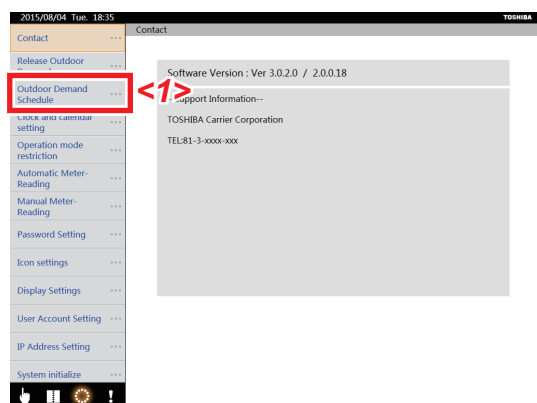 2015/08/04 Tue. 18:35
TOSHIBA
Contact
Contact
Release Outdoor
Outdoor Demand
Schedule
<1>
Clock and calendar
setting
Operation mode
restriction
Automatic Meter-
Reading
Manual Meter-
Reading
Password Setting
Icon settings
Display Settings
User Account Setting
IP Address Setting
System initialize
Software Version : Ver 3.0.2.0 / 2.0.0.18
Support Information--
TOSHIBA Carrier Corporation
TEL:81-3-xxxx-xxx